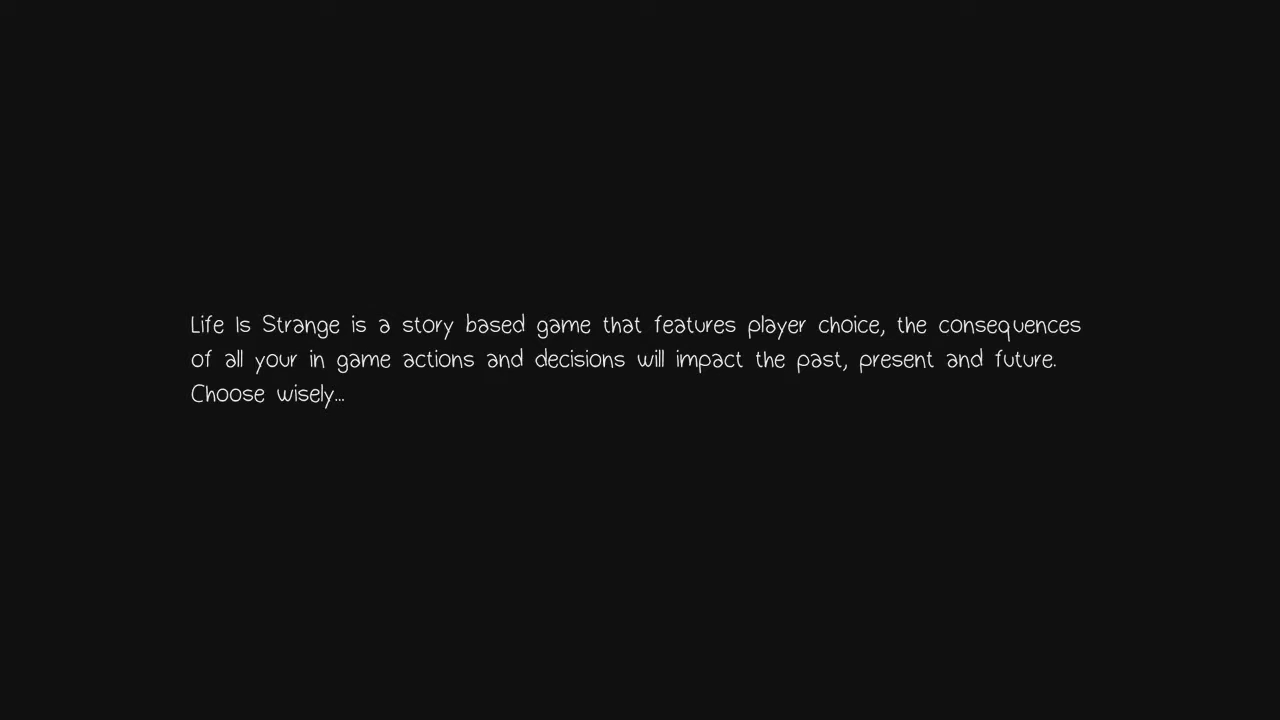 Life Is Strange is a story based game that features player choice, the consequences
of all your in game actions and decisions will impact the past, present and future.
Choose wisely...